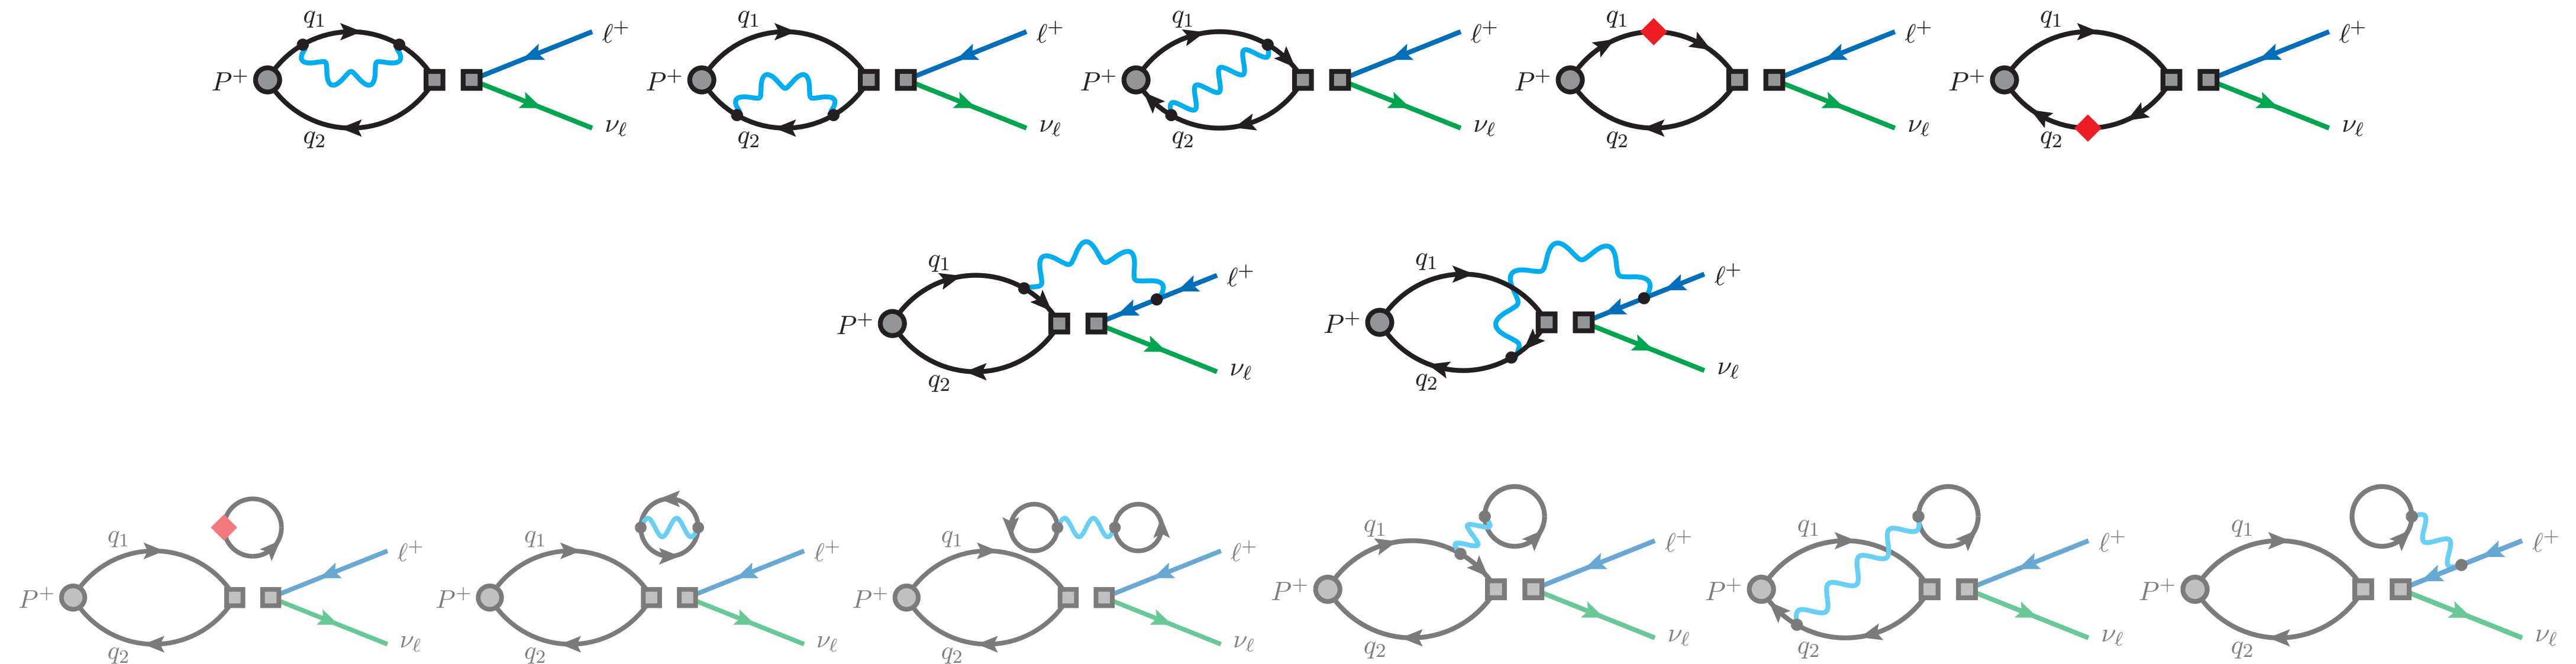 q₁ q₁ q₁ q₁ q₁
ℓ⁺ ℓ⁺ ℓ⁺ ℓ⁺ ℓ⁺
P⁺ P⁺ P⁺ P⁺ P⁺
νℓ νℓ νℓ νℓ νℓ
q₂ q₂ q₂ q₂ q₂
q₁ q₁
ℓ⁺ ℓ⁺
P⁺ P⁺
νℓ νℓ
q₂ q₂
q₁ q₁ q₁ q₁ q₁ q₁
ℓ⁺ ℓ⁺ ℓ⁺ ℓ⁺ ℓ⁺ ℓ⁺
P⁺ P⁺ P⁺ P⁺ P⁺ P⁺
νℓ νℓ νℓ νℓ νℓ νℓ
q₂ q₂ q₂ q₂ q₂ q₂